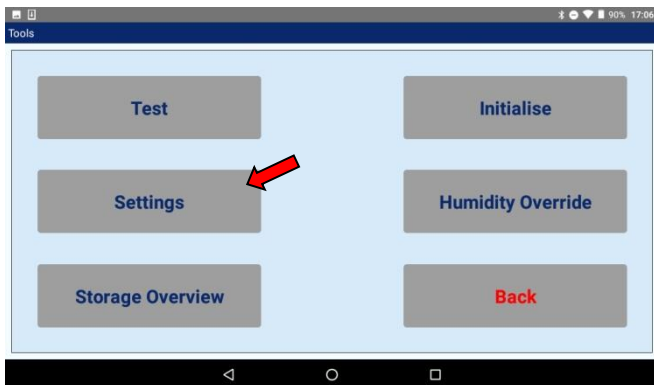 90% 17:06
Tools
Test
Initialise
Settings
Humidity Override
Storage Overview
Back